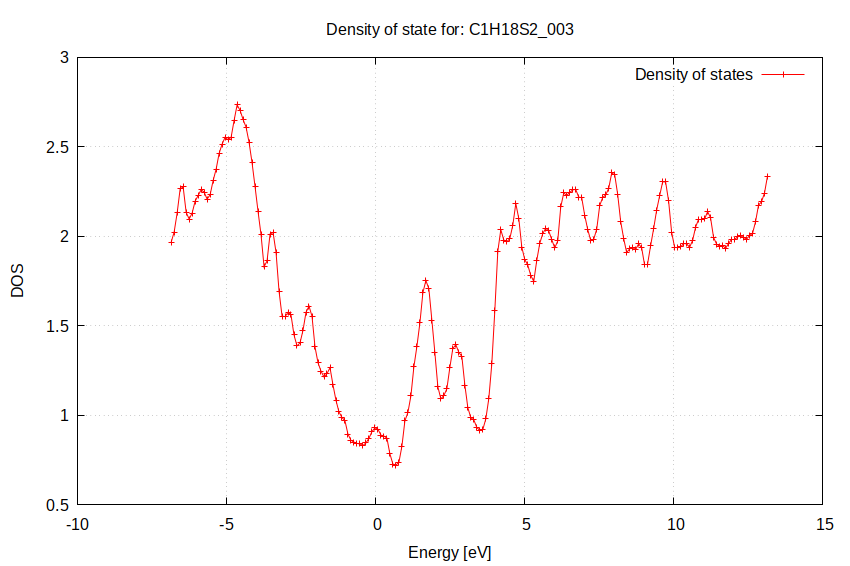 Density of state for: C1H18S2_003
Density of states
3
2.5
2
1.5
1
0.5
DOS
-10 -5 0 5 10 15
Energy [eV]